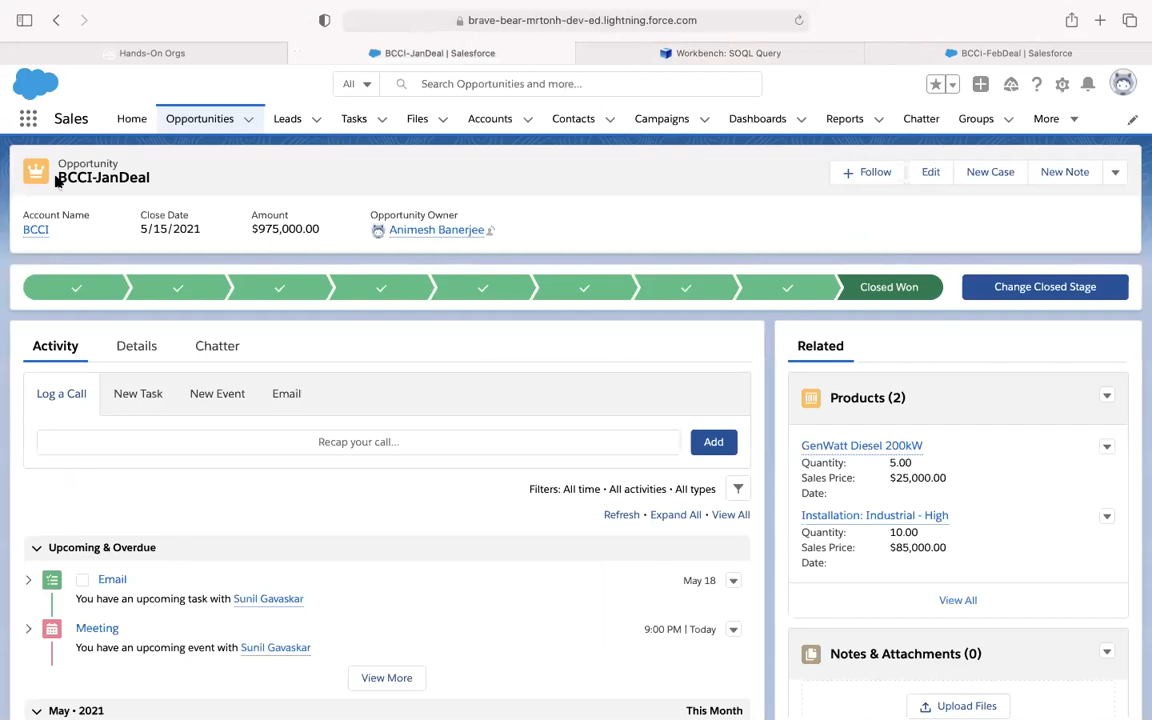 brave-bear-mrtonh-dev-ed.lightning.force.com
Hands-On Orgs
BCCI-JanDeal | Salesforce
Workbench: SOQL Query
BCCI-FebDeal | Salesforce
All
Search Opportunities and more...
Sales
Home
Opportunities
Leads
Tasks
Files
Accounts
Contacts
Campaigns
Dashboards
Reports
Chatter
Groups
More
Opportunity
BCCI-JanDeal
Follow
Edit
New Case
New Note
Account Name
BCCI
Close Date
5/15/2021
Amount
$975,000.00
Opportunity Owner
Animesh Banerjee
Closed Won
Change Closed Stage
Activity
Details
Chatter
Log a Call
New Task
New Event
Email
Recap your call...
Add
Filters: All time • All activities • All types
Refresh • Expand All • View All
Upcoming & Overdue
Email
May 18
You have an upcoming task with Sunil Gavaskar
Meeting
9:00 PM | Today
You have an upcoming event with Sunil Gavaskar
View More
May • 2021
This Month
Related
Products (2)
GenWatt Diesel 200kW
Quantity: 5.00
Sales Price: $25,000.00
Date:
Installation: Industrial - High
Quantity: 10.00
Sales Price: $85,000.00
Date:
View All
Notes & Attachments (0)
Upload Files